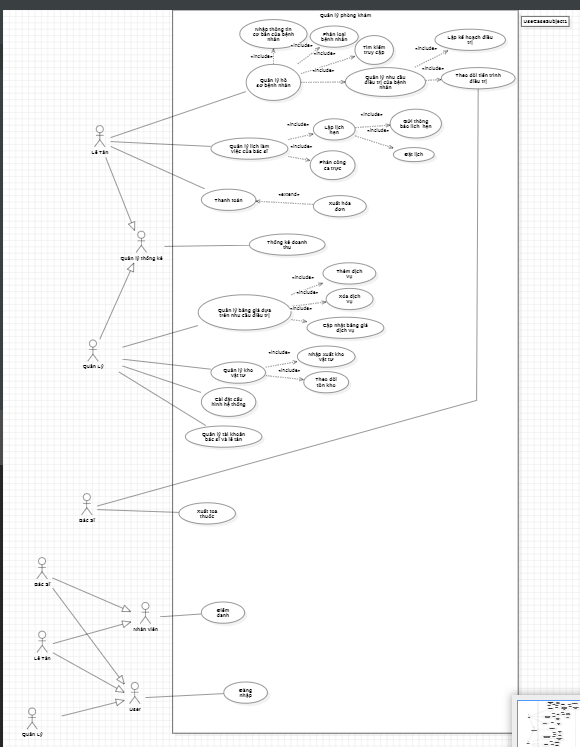 Quản lý phòng khám
UseCaseSubject1
Nhập thông tin
cơ bản của bệnh
nhân
Phân loại
bệnh nhân
Tìm kiếm
truy cập
Lập kế hoạch điều
trị
«include»
«include»
«include»
«include»
Quản lý hồ
sơ bệnh nhân
Quản lý nhu cầu
điều trị của bệnh
nhân
Theo dõi tiến trình
điều trị
Lễ Tân
Quản lý lịch làm
việc của bác sĩ
«include»
«include»
Lập lịch
hẹn
«include»
«include»
Gửi thông
báo lịch hẹn
Đặt lịch
Phân công
ca trực
Thanh toán
«extend»
Xuất hóa
đơn
Quản lý thống kê
Thống kê doanh
thu
Quản lý bảng giá dựa
trên nhu cầu điều trị
«include»
«include»
«include»
Thêm dịch
vụ
Xóa dịch
vụ
Cập nhật bảng giá
dịch vụ
Quản Lý
Quản lý kho
vật tư
«include»
«include»
Nhập xuất kho
vật tư
Theo dõi
tồn kho
Cài đặt cấu
hình hệ thống
Quản lý tài khoản
bác sĩ và lễ tân
Bác Sĩ
Xuất toa
thuốc
Bác Sĩ
Nhân viên
Điểm
danh
Lễ Tân
User
Đăng
nhập
Quản Lý